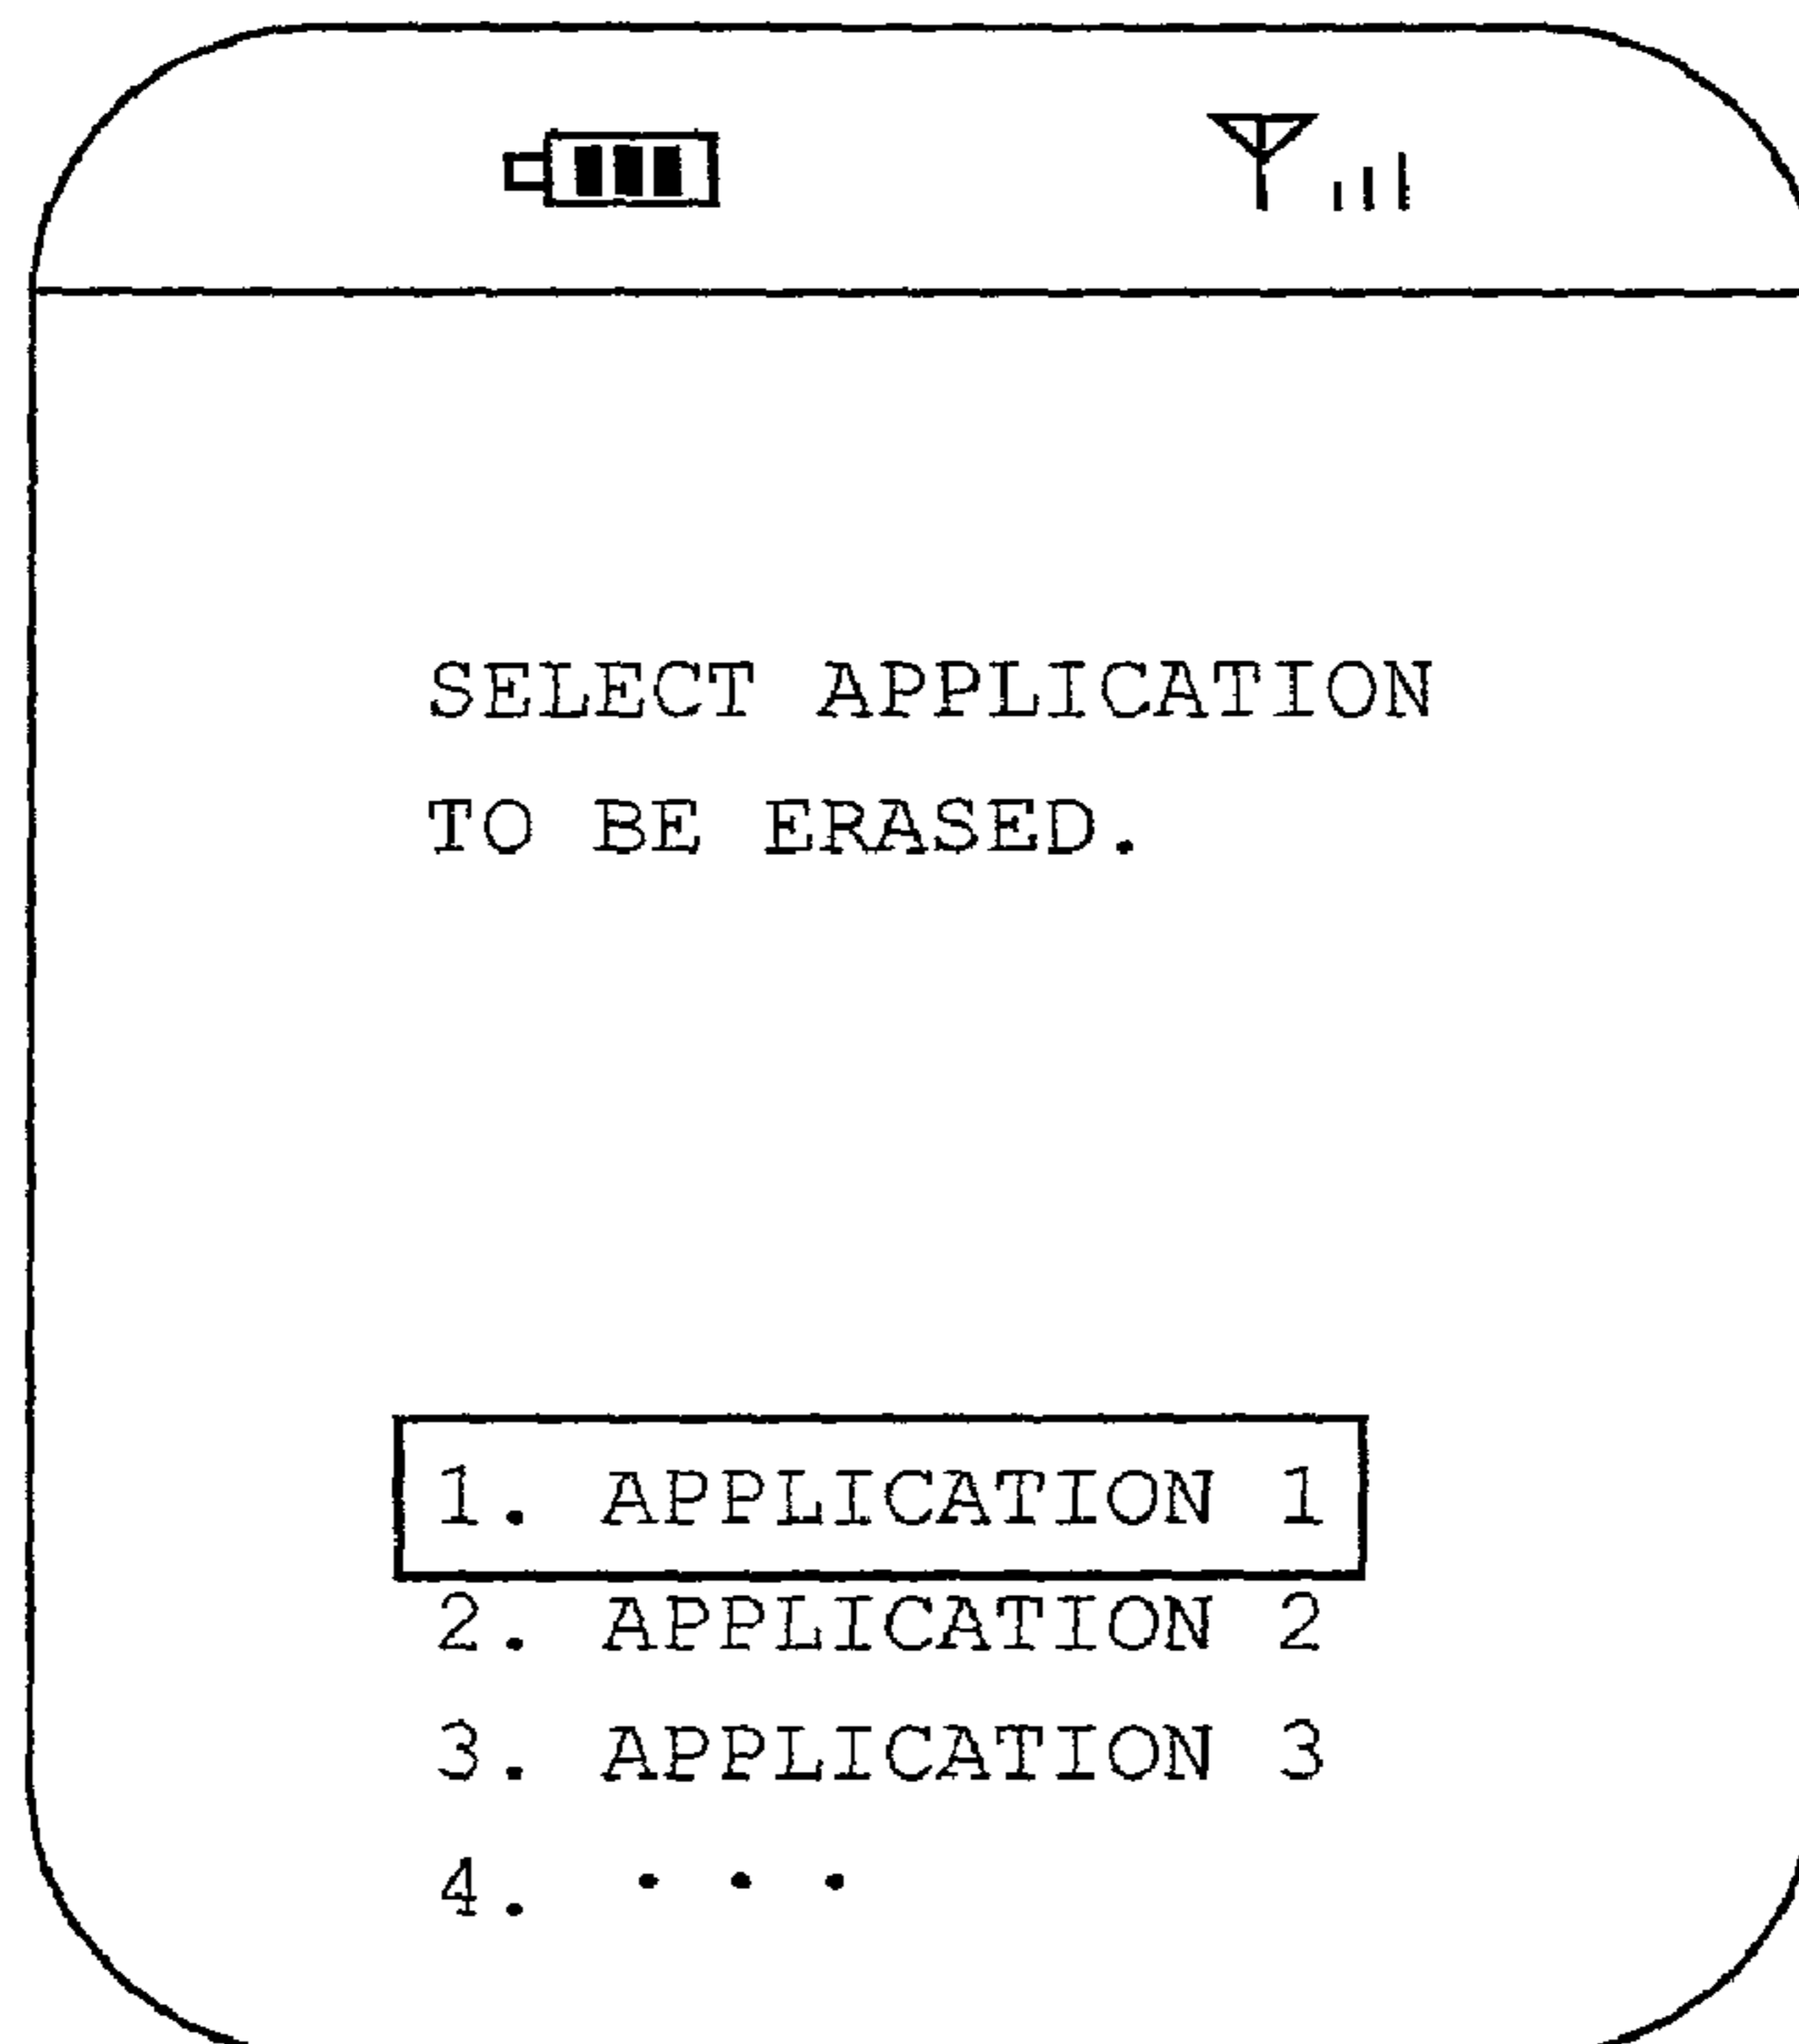 SELECT APPLICATION
TO BE ERASED.
1. APPLICATION 1
2. APPLICATION 2
3. APPLICATION 3
4. ・・・